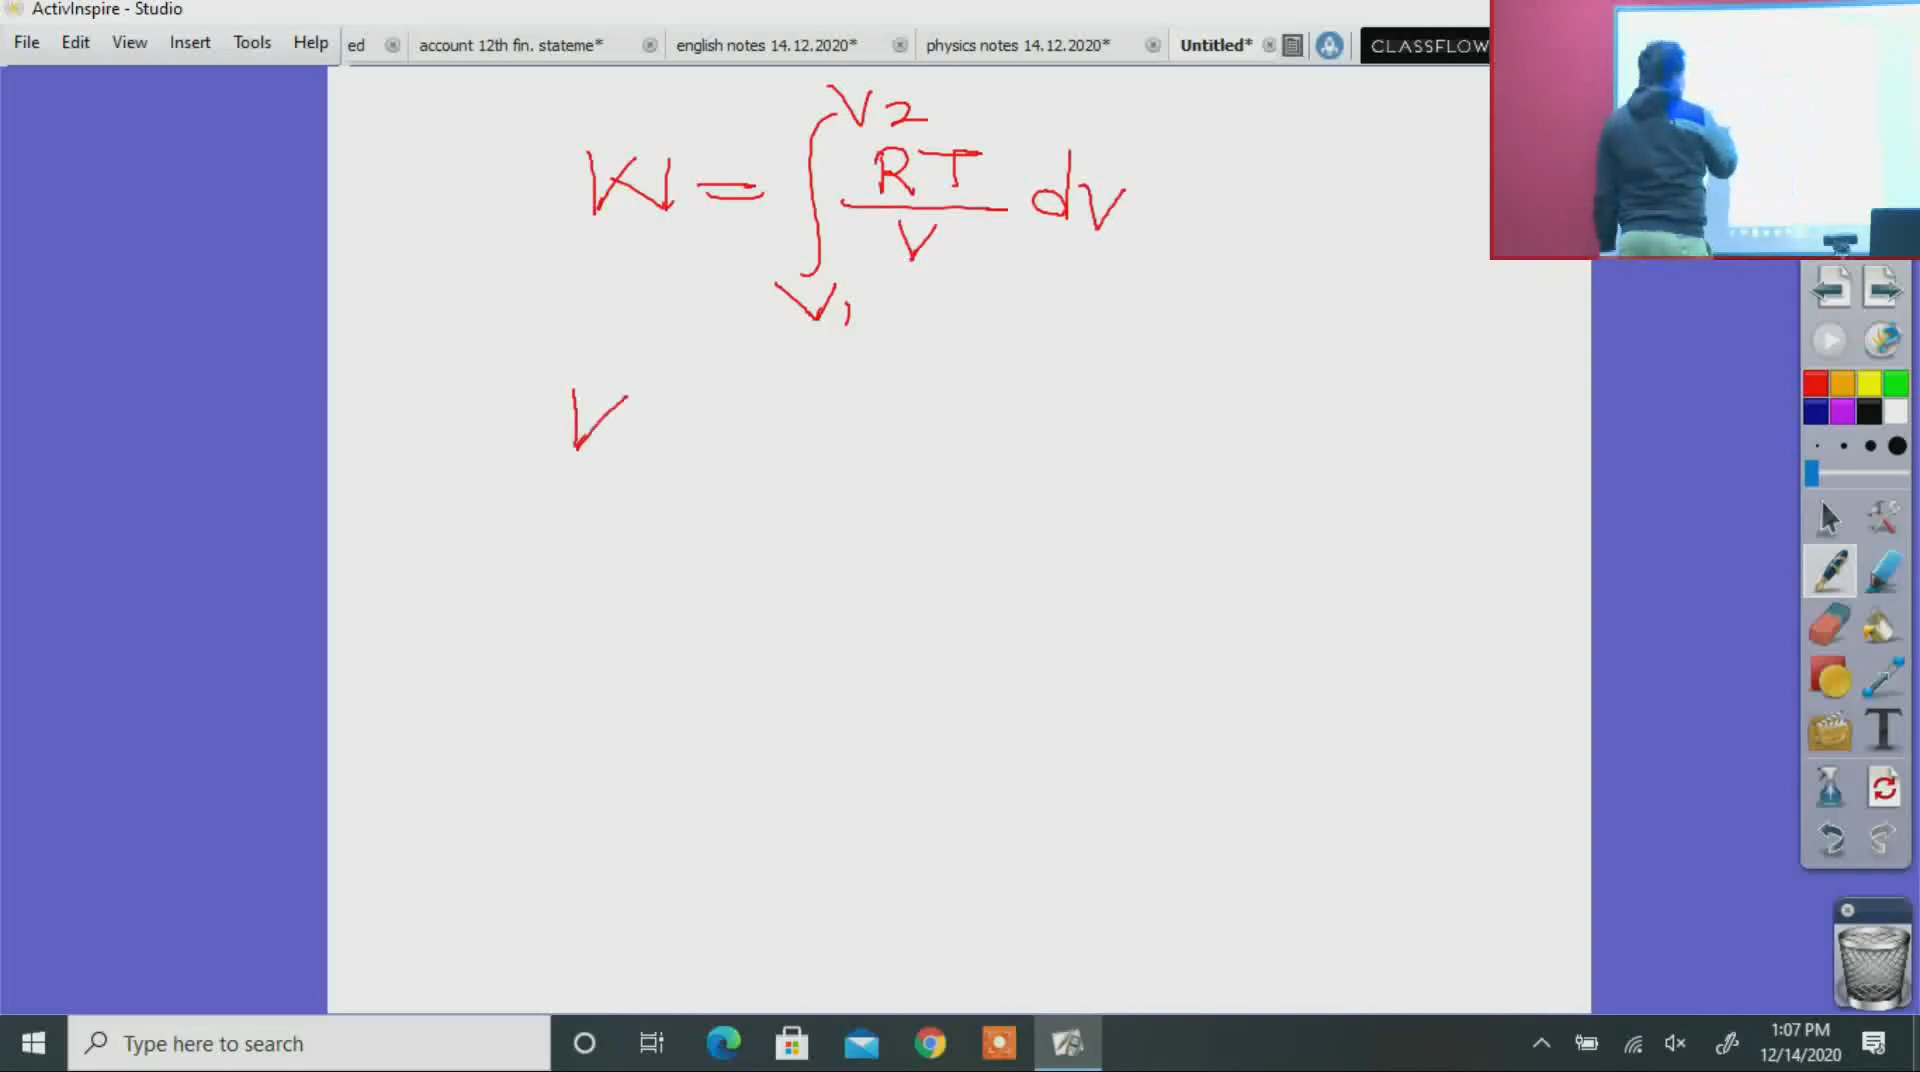 ActivInspire - Studio
File Edit View Insert Tools Help
ed account 12th fin. stateme* english notes 14.12.2020* physics notes 14.12.2020* Untitled* CLASSFLOW
W = ∫ V1 V2 RT/V dv
V
T
Type here to search
1:07 PM
12/14/2020